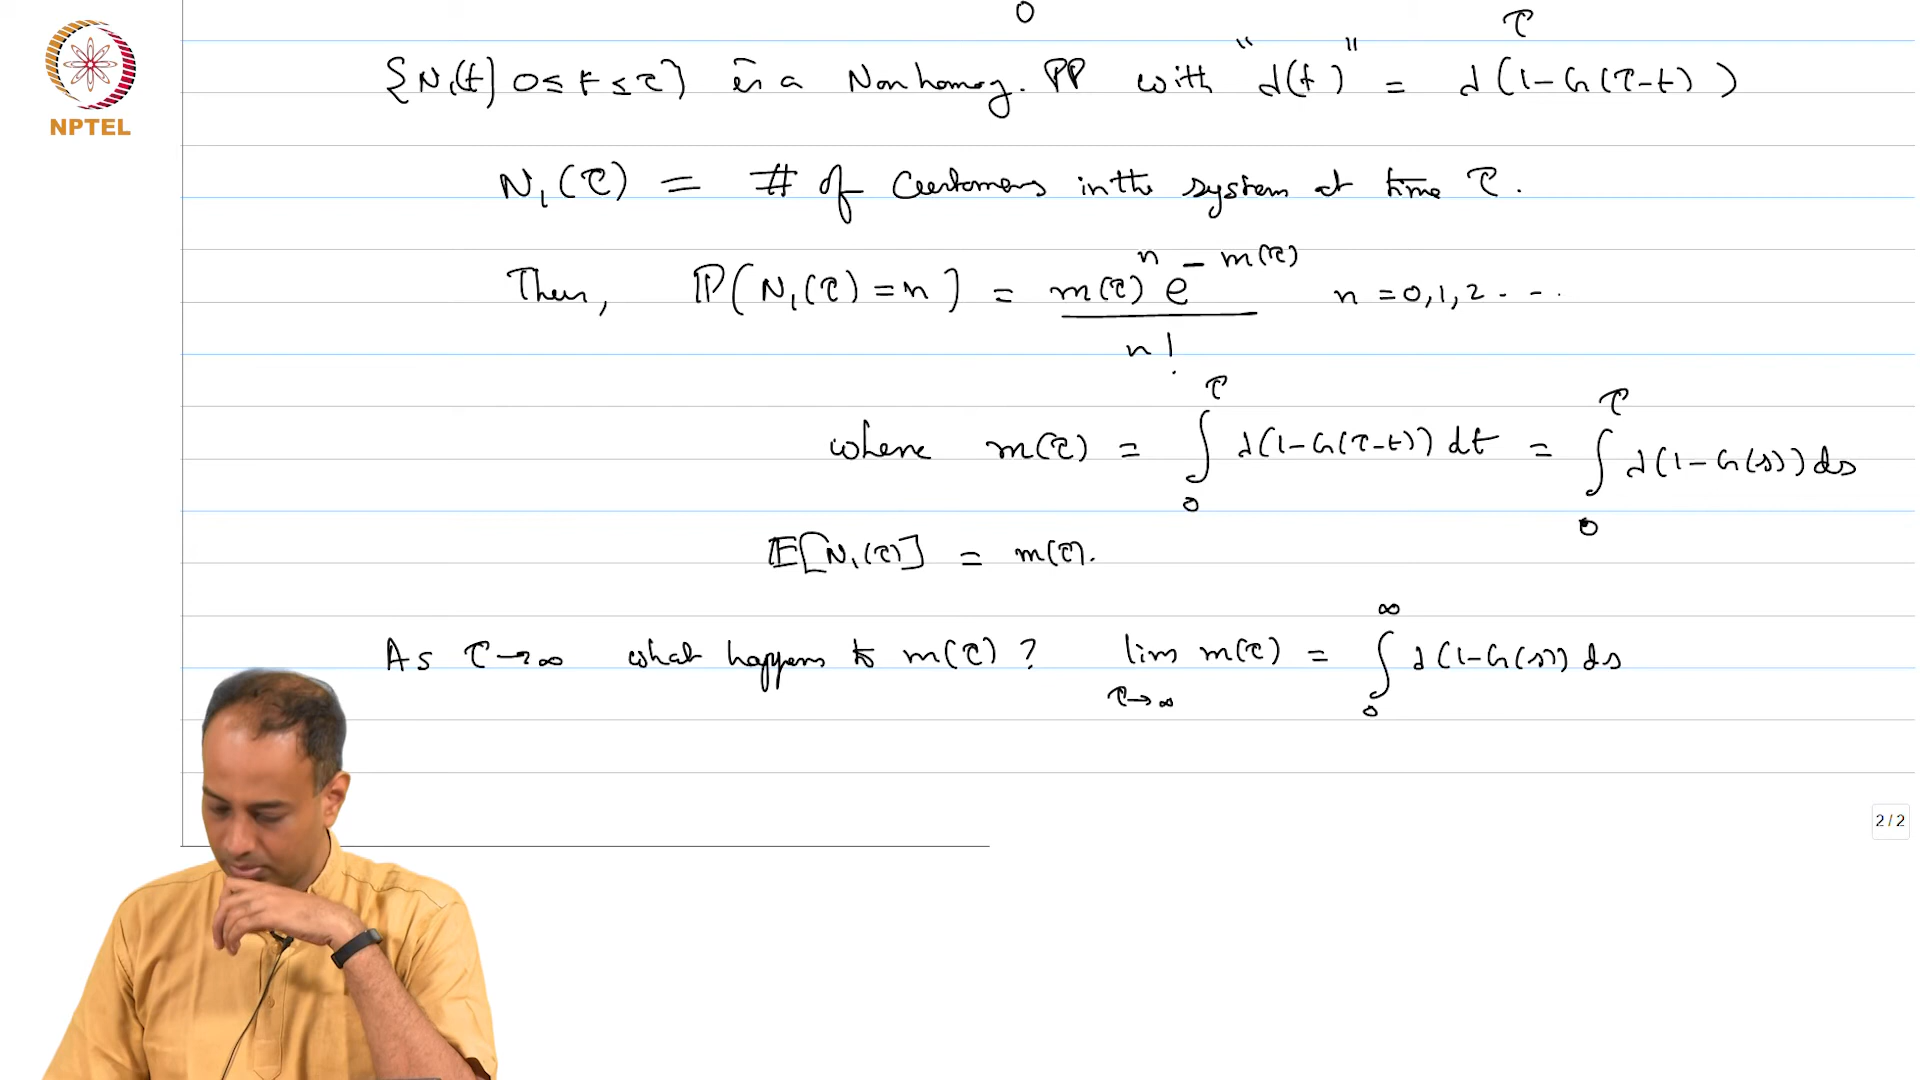 NPTEL
0 τ
{N₁(t) 0≤t≤τ} is a Nonhomog. PP with "λ(t)" = λ(1-G(τ-t))
N₁(τ) = # of Customers in the system at time τ.
Then, ℙ(N₁(τ)=n) = m(τ)ⁿ e^{-m(τ)} / n! n = 0,1,2 - - ..
where m(τ) = ∫₀^τ λ(1-G(τ-t)) dt = ∫₀^τ λ(1-G(s)) ds
𝔼[N₁(τ)] = m(τ).
As τ→∞ what happens to m(τ)? lim_{τ→∞} m(τ) = ∫₀^∞ λ(1-G(s)) ds
2 / 2